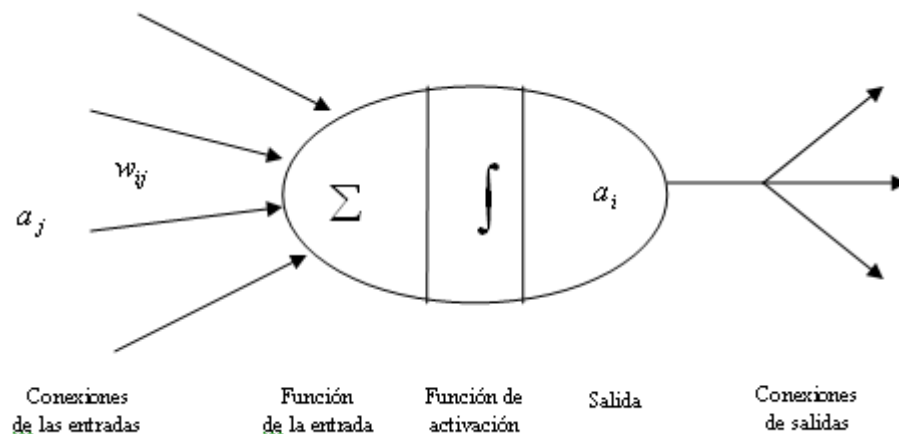 w_ij
a_j
Σ
∫
a_i
Conexiones
de las entradas
Función
de la entrada
Función de
activación
Salida
Conexiones
de salidas